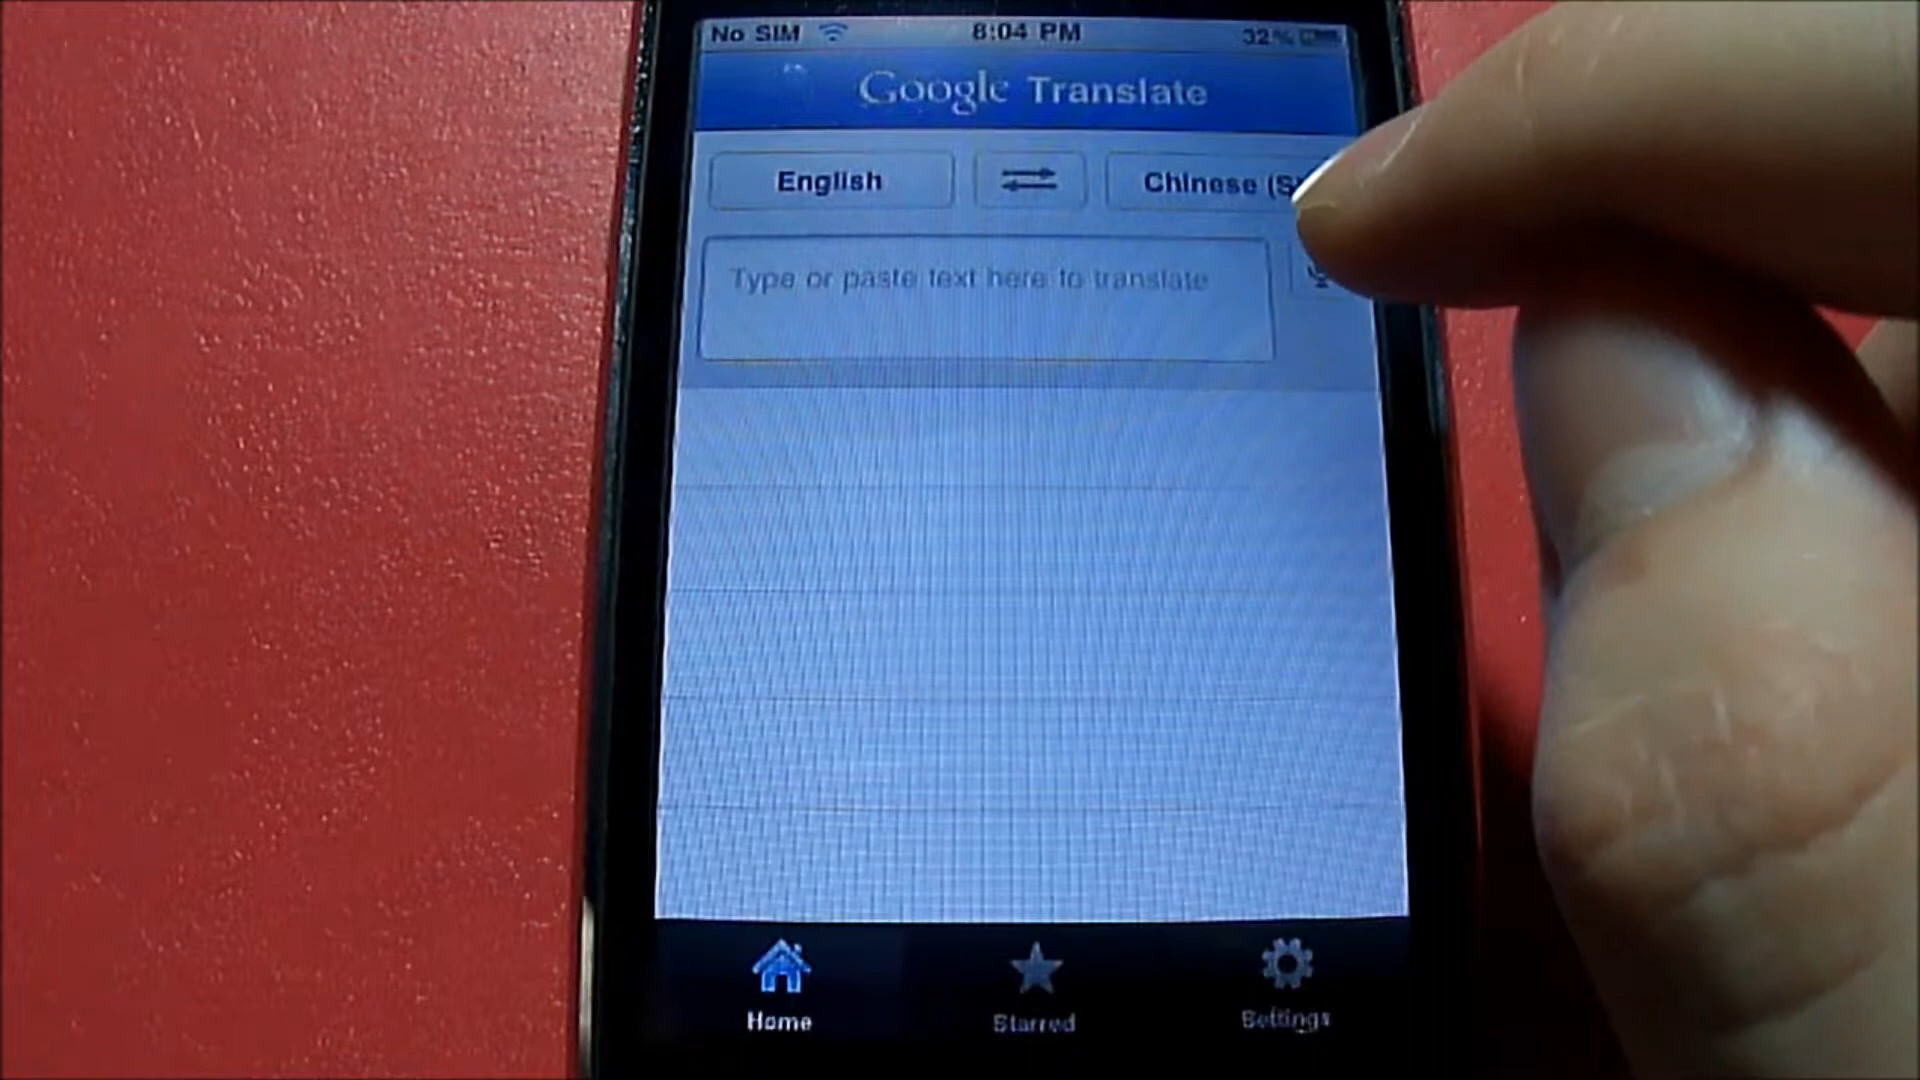 No SIM 8:04 PM 32%
Google Translate
English Chinese (S
Type or paste text here to translate
Home Starred Settings